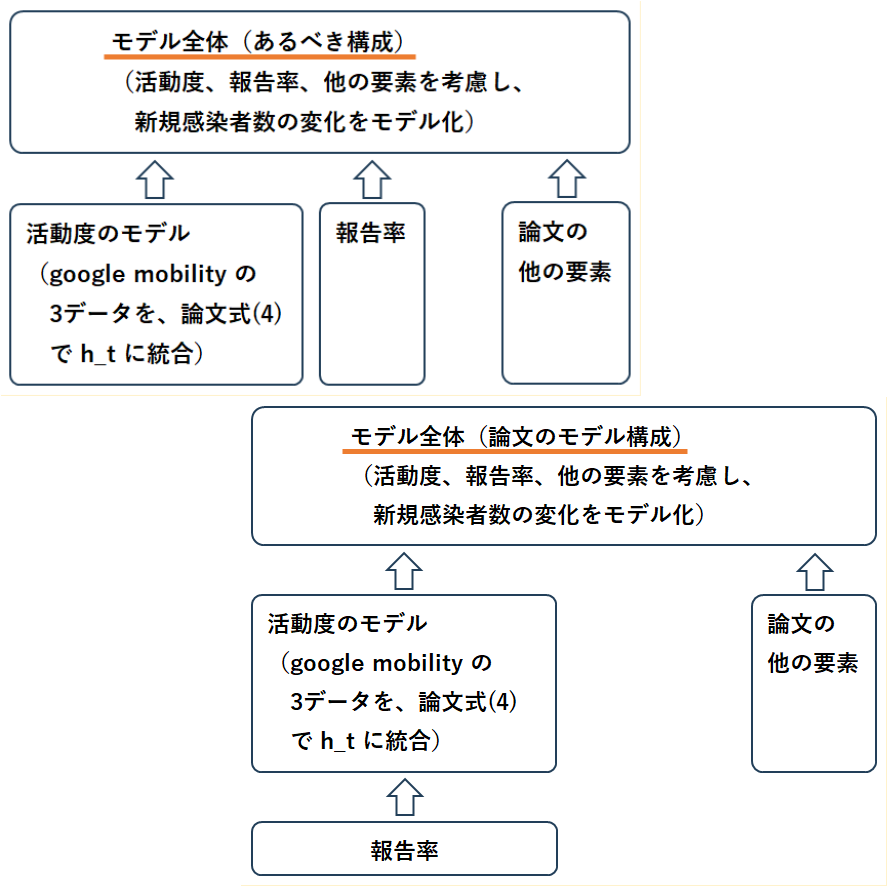 モデル全体（あるべき構成）
（活動度、報告率、他の要素を考慮し、
新規感染者数の変化をモデル化）
活動度のモデル
（google mobility の
3データを、論文式(4)
で h_t に統合）
報告率
論文の
他の要素
モデル全体（論文のモデル構成）
（活動度、報告率、他の要素を考慮し、
新規感染者数の変化をモデル化）
活動度のモデル
（google mobility の
3データを、論文式(4)
で h_t に統合）
論文の
他の要素
報告率